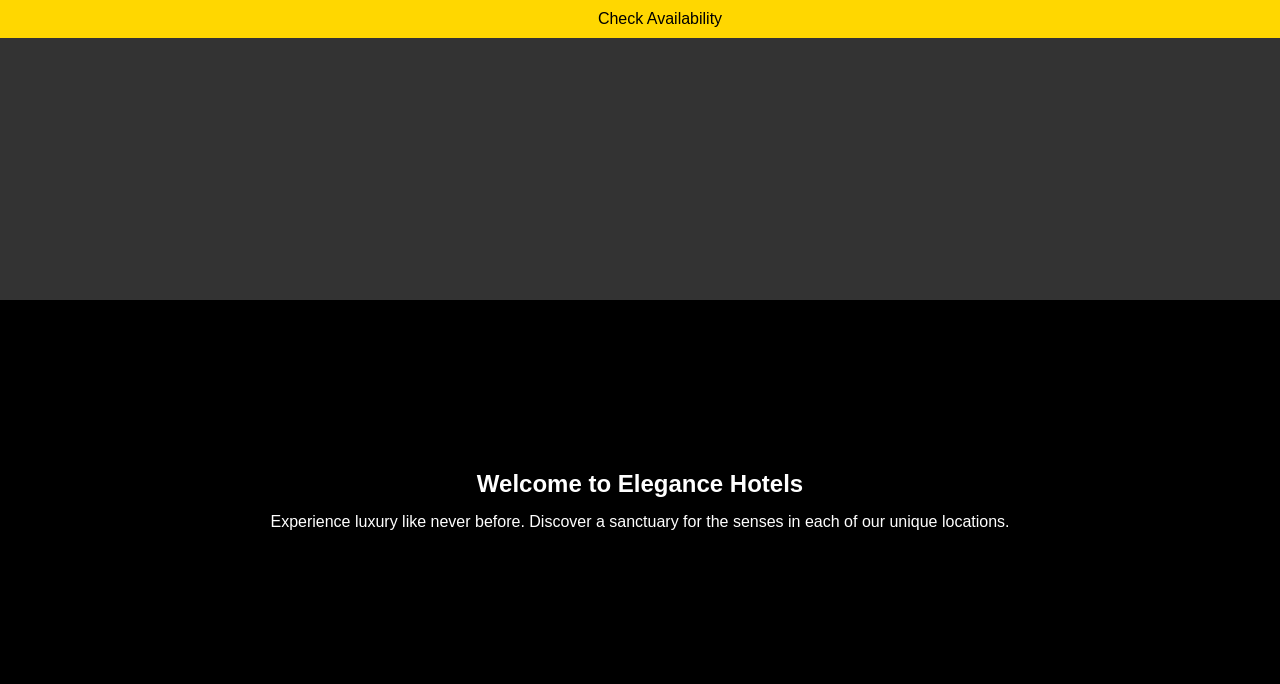 Check Availability
Welcome to Elegance Hotels
Experience luxury like never before. Discover a sanctuary for the senses in each of our unique locations.